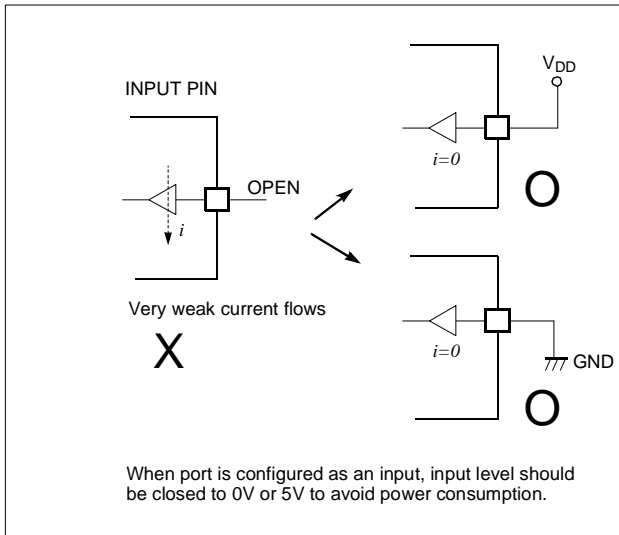 INPUT PIN
OPEN
i
Very weak current flows
X
VDD
i=0
O
i=0
GND
O
When port is configured as an input, input level should
be closed to 0V or 5V to avoid power consumption.